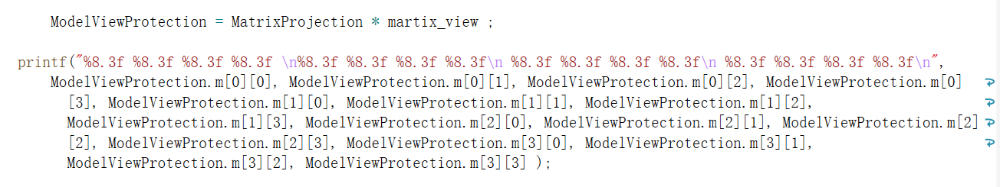 ModelViewProtection = MatrixProjection * martix_view ;
printf("%8.3f %8.3f %8.3f %8.3f \n%8.3f %8.3f %8.3f %8.3f\n %8.3f %8.3f %8.3f %8.3f\n %8.3f %8.3f %8.3f %8.3f\n",
ModelViewProtection.m[0][0], ModelViewProtection.m[0][1], ModelViewProtection.m[0][2], ModelViewProtection.m[0]
[3], ModelViewProtection.m[1][0], ModelViewProtection.m[1][1], ModelViewProtection.m[1][2],
ModelViewProtection.m[1][3], ModelViewProtection.m[2][0], ModelViewProtection.m[2][1], ModelViewProtection.m[2]
[2], ModelViewProtection.m[2][3], ModelViewProtection.m[3][0], ModelViewProtection.m[3][1],
ModelViewProtection.m[3][2], ModelViewProtection.m[3][3] );